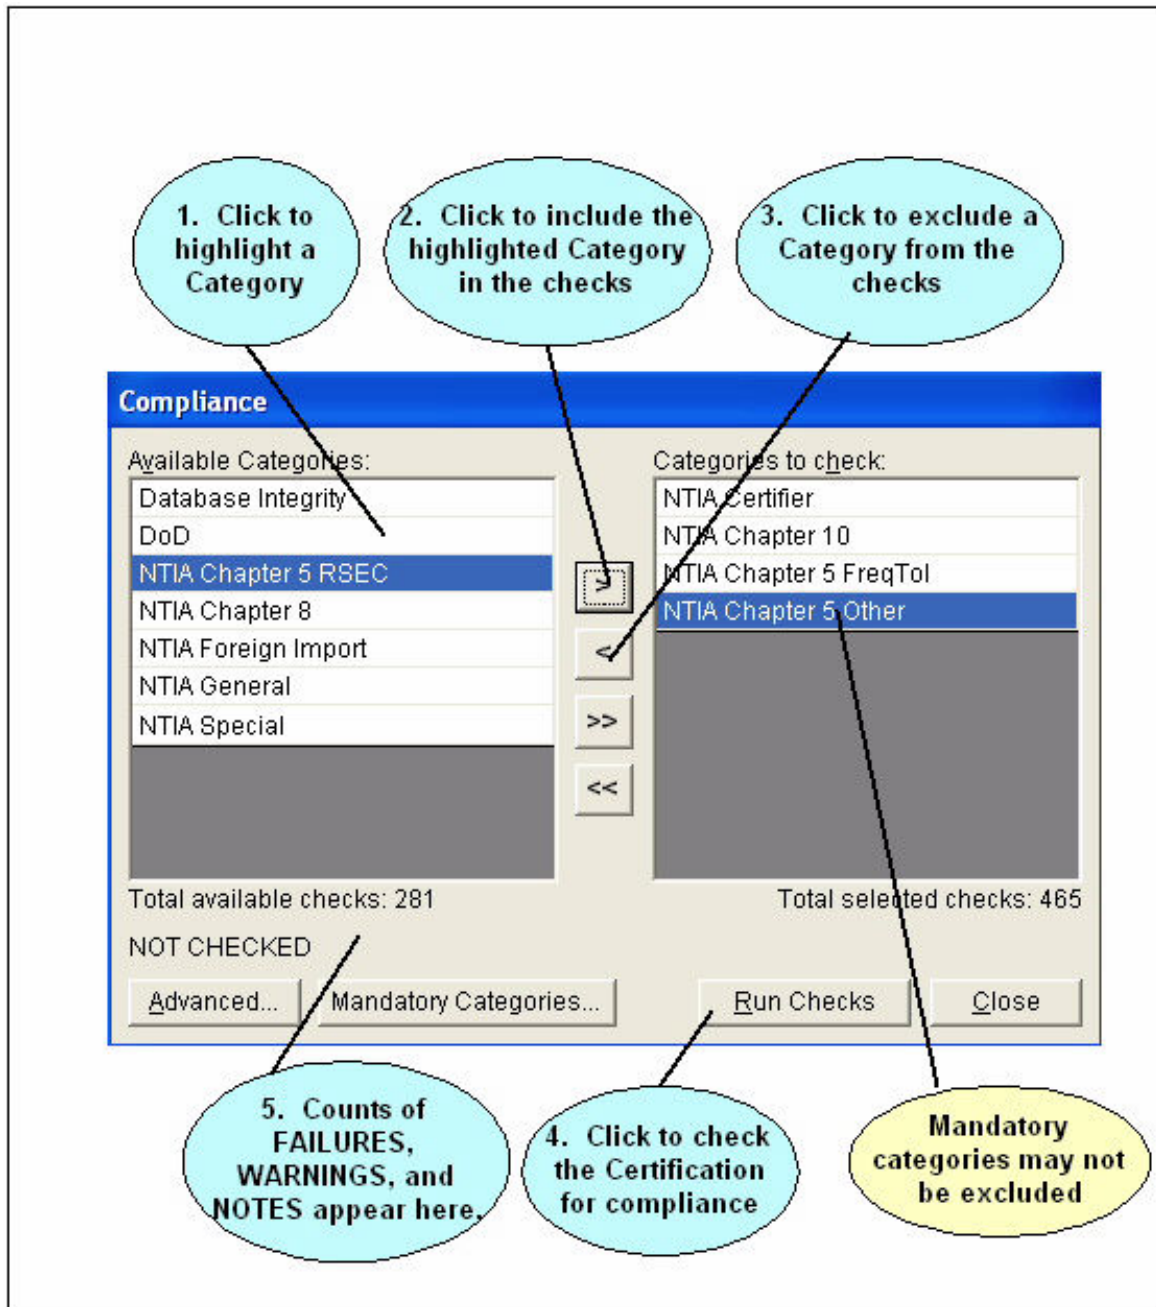 1. Click to
highlight a
Category
2. Click to include the
highlighted Category
in the checks
3. Click to exclude a
Category from the
checks
Compliance
Available Categories:
Database Integrity
DoD
NTIA Chapter 5 RSEC
NTIA Chapter 8
NTIA Foreign Import
NTIA General
NTIA Special
>
<
>>
<<
Categories to check:
NTIA Certifier
NTIA Chapter 10
NTIA Chapter 5 FreqTol
NTIA Chapter 5 Other
Total available checks: 281
Total selected checks: 465
NOT CHECKED
Advanced...
Mandatory Categories...
Run Checks
Close
5. Counts of
FAILURES,
WARNINGS, and
NOTES appear here.
4. Click to check
the Certification
for compliance
Mandatory
categories may not
be excluded